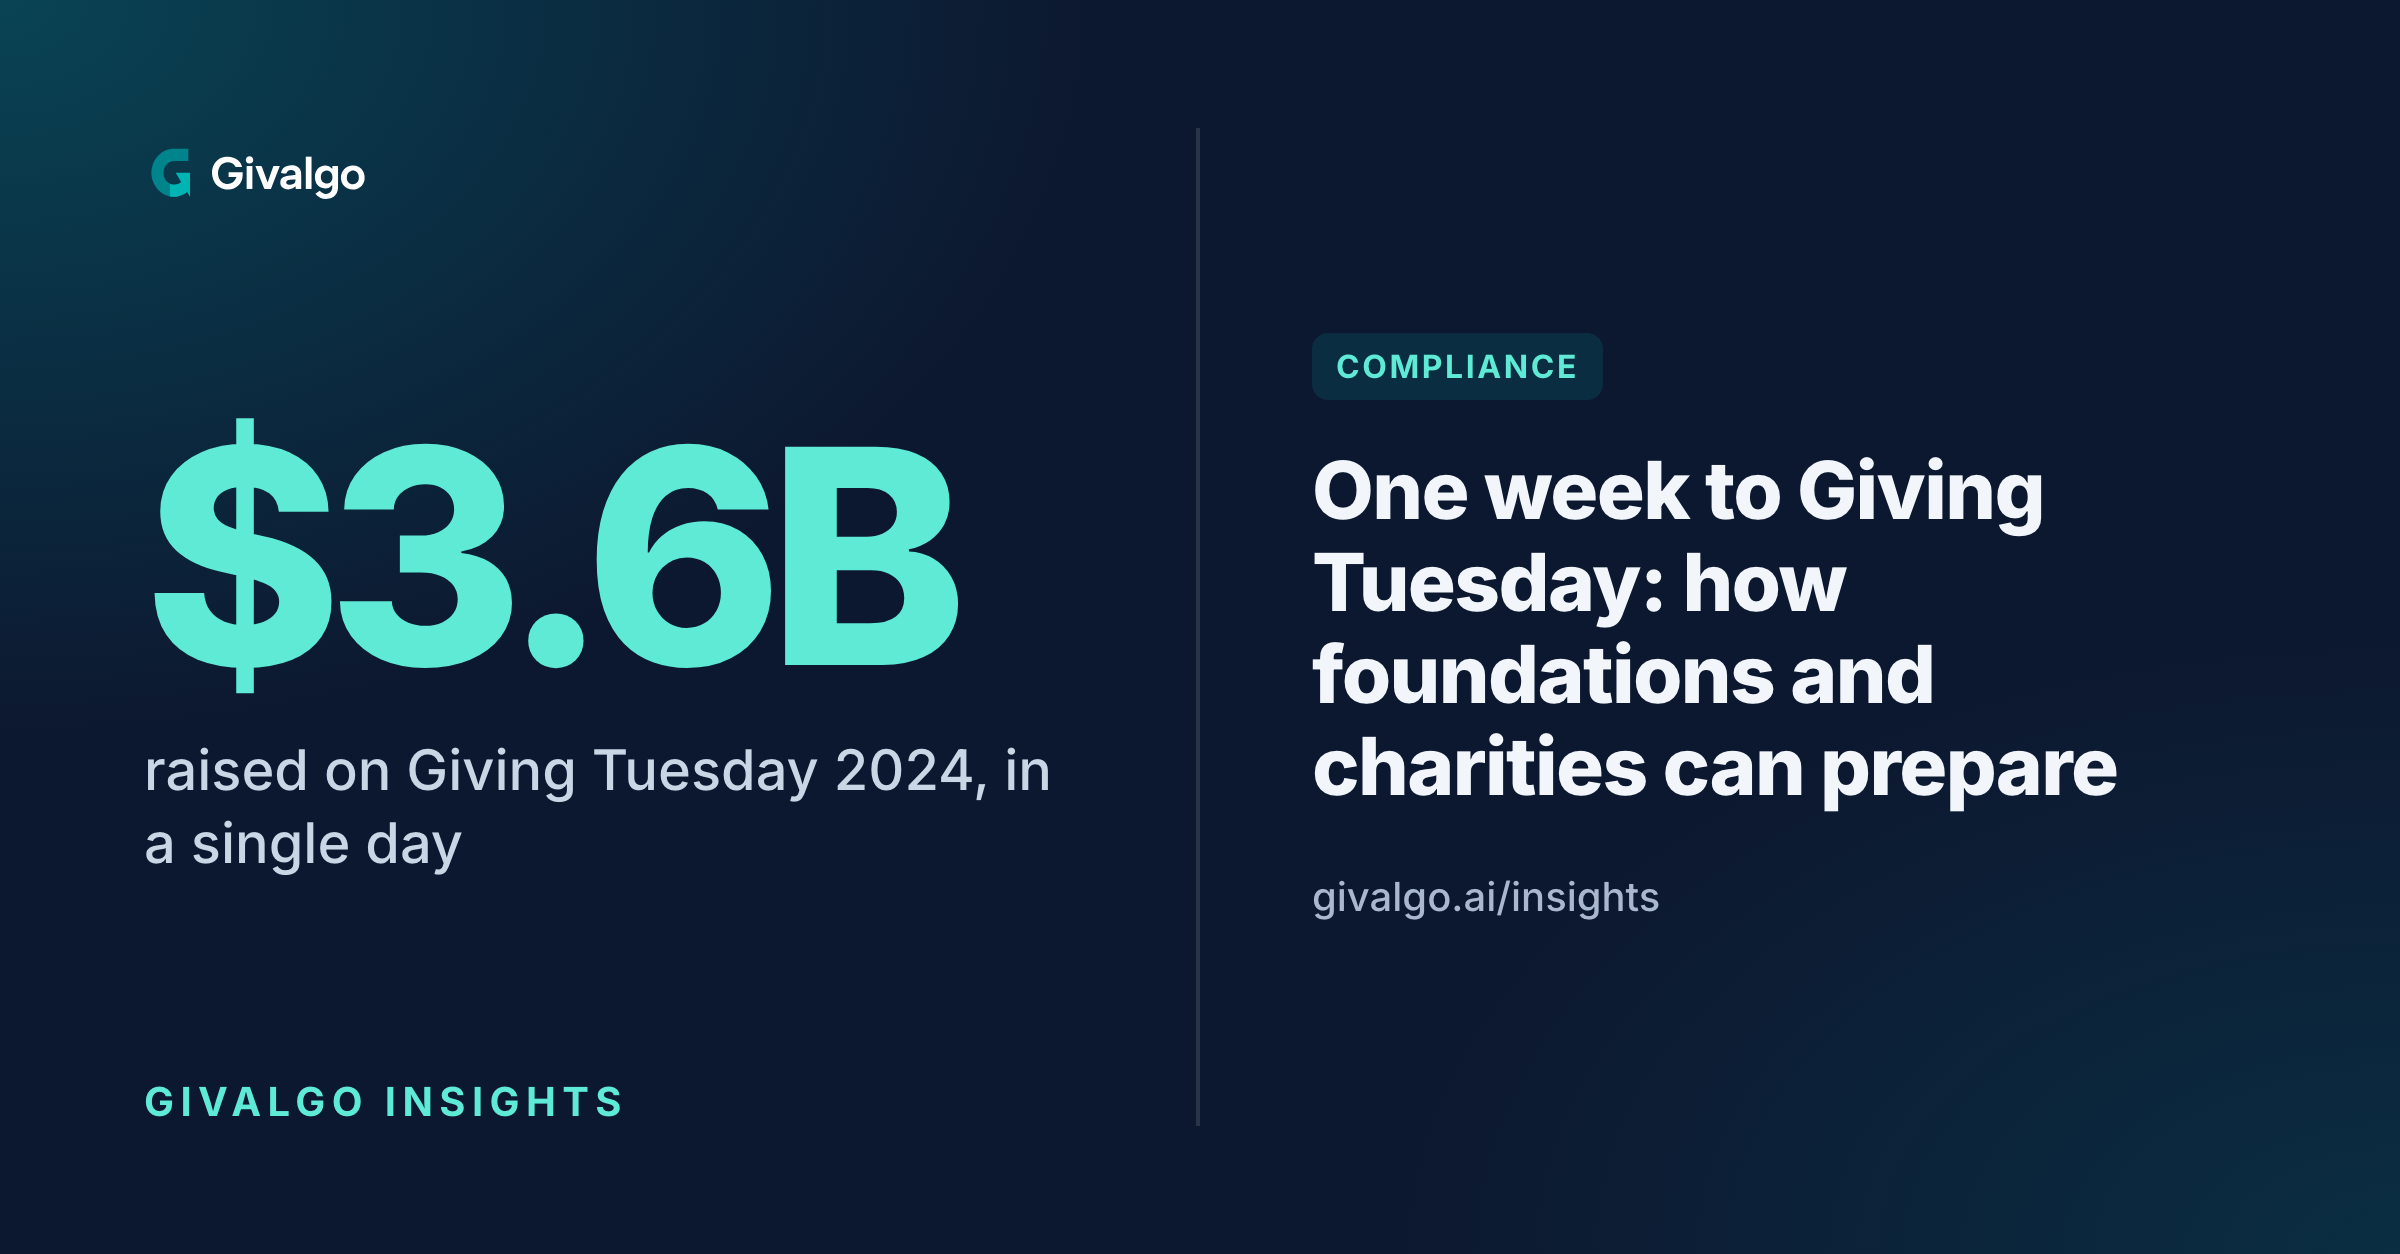 Givalgo
$3.6B
raised on Giving Tuesday 2024, in
a single day
GIVALGO INSIGHTS
COMPLIANCE
One week to Giving
Tuesday: how
foundations and
charities can prepare
givalgo.ai/insights